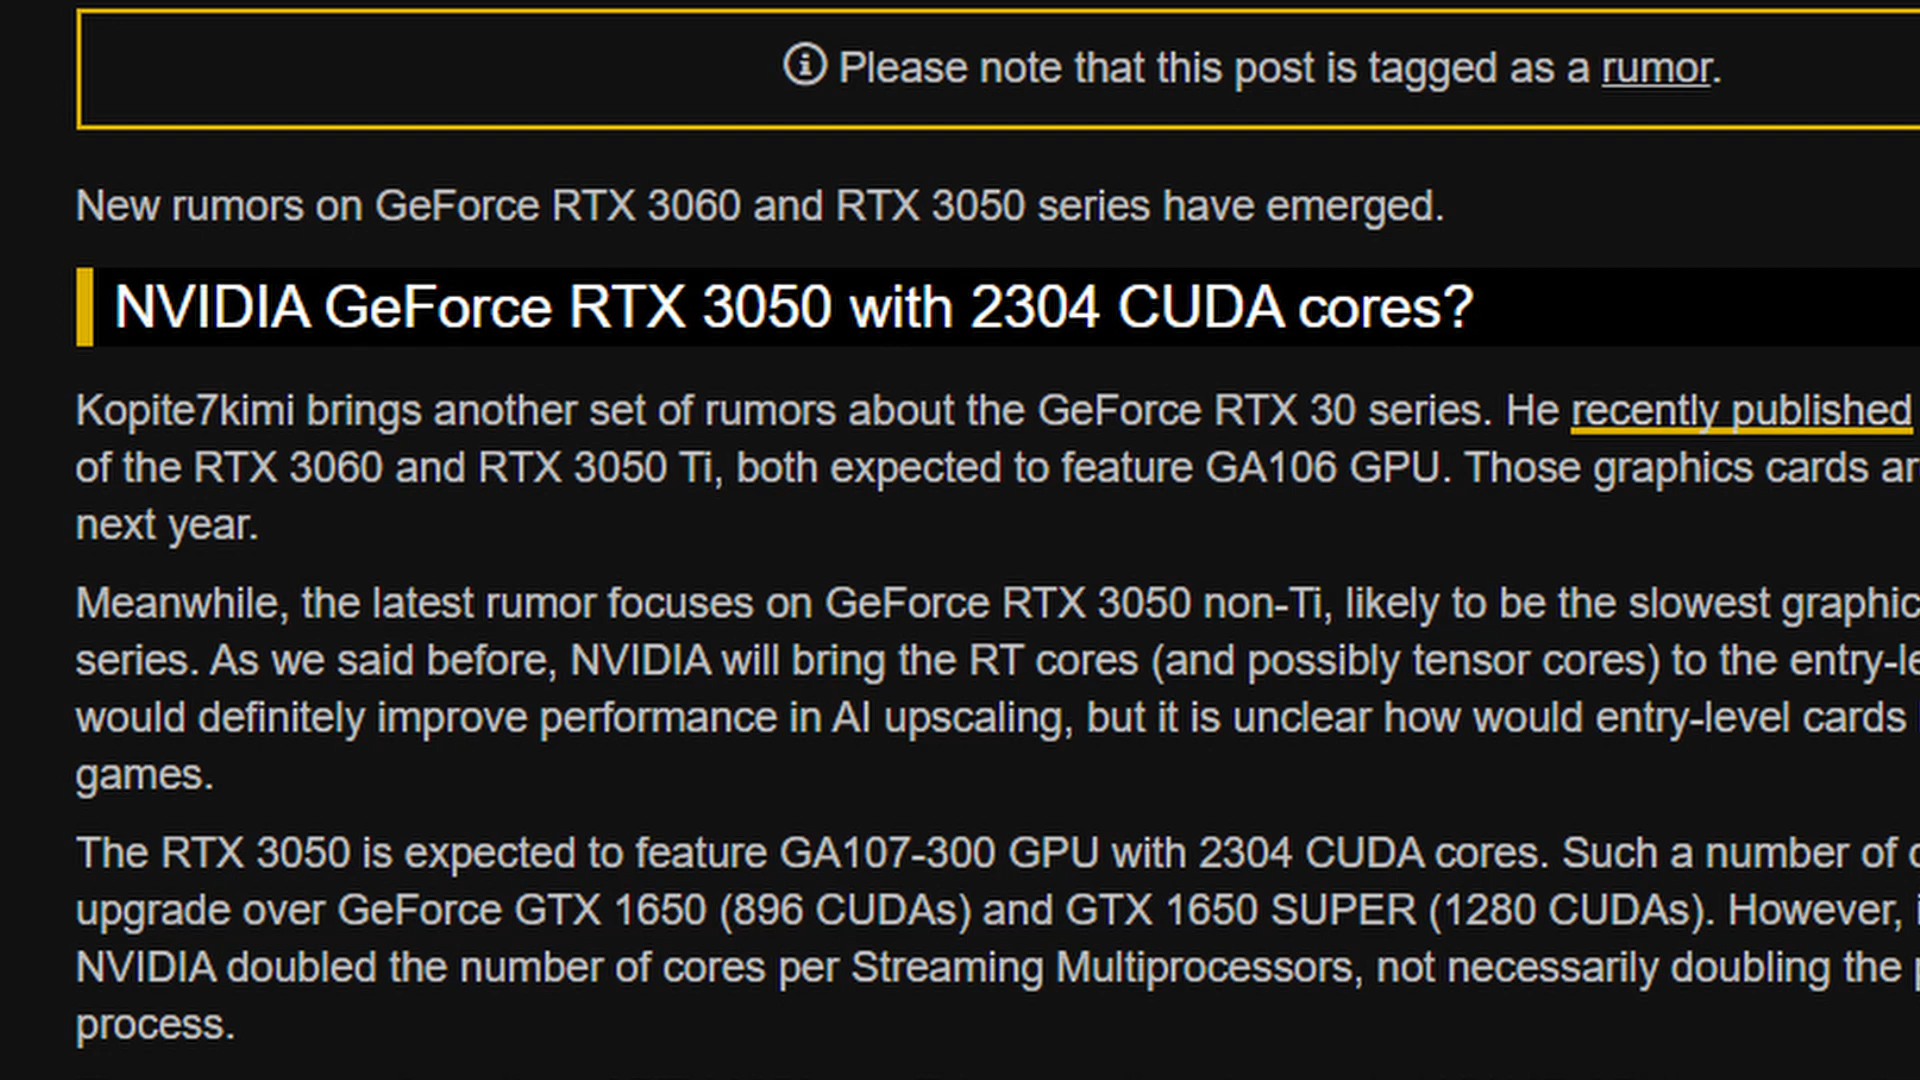 Please note that this post is tagged as a rumor.
New rumors on GeForce RTX 3060 and RTX 3050 series have emerged.
NVIDIA GeForce RTX 3050 with 2304 CUDA cores?
Kopite7kimi brings another set of rumors about the GeForce RTX 30 series. He recently published
of the RTX 3060 and RTX 3050 Ti, both expected to feature GA106 GPU. Those graphics cards
next year.
Meanwhile, the latest rumor focuses on GeForce RTX 3050 non-Ti, likely to be the slowest
series. As we said before, NVIDIA will bring the RT cores (and possibly tensor cores) to the
would definitely improve performance in AI upscaling, but it is unclear how would entry-level cards
games.
The RTX 3050 is expected to feature GA107-300 GPU with 2304 CUDA cores. Such a number of
upgrade over GeForce GTX 1650 (896 CUDAs) and GTX 1650 SUPER (1280 CUDAs). However,
NVIDIA doubled the number of cores per Streaming Multiprocessors, not necessarily doubling the
process.